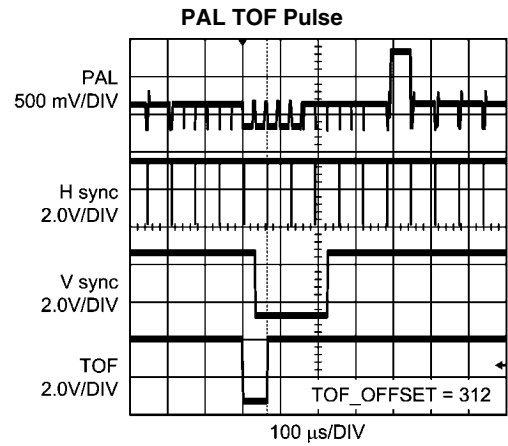 PAL TOF Pulse
PAL
500 mV/DIV
H sync
2.0V/DIV
V sync
2.0V/DIV
TOF
2.0V/DIV
TOF_OFFSET = 312
100 µs/DIV